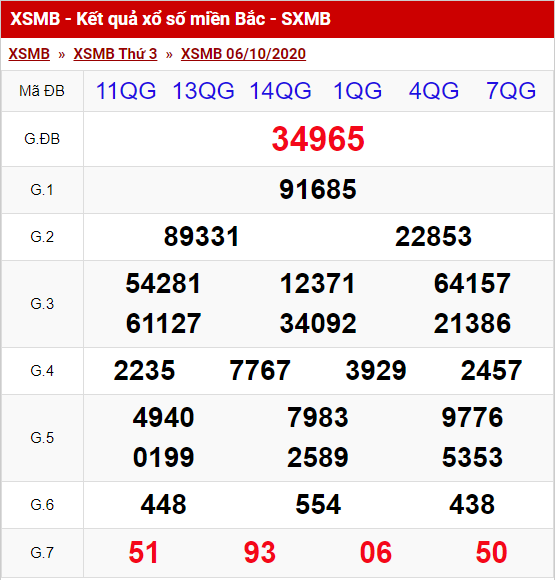 XSMB - Kết quả xổ số miền Bắc - SXMB
XSMB » XSMB Thứ 3 » XSMB 06/10/2020
Mã ĐB 11QG 13QG 14QG 1QG 4QG 7QG
G.ĐB 34965
G.1 91685
G.2 89331 22853
G.3 54281 12371 64157
61127 34092 21386
G.4 2235 7767 3929 2457
G.5 4940 7983 9776
0199 2589 5353
G.6 448 554 438
G.7 51 93 06 50